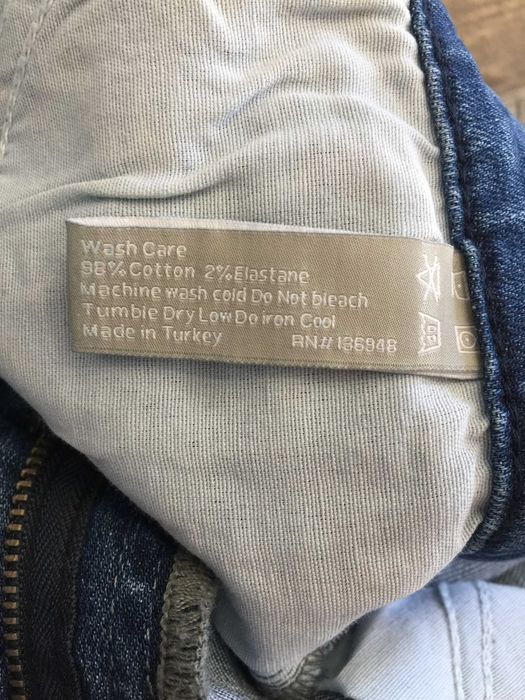 Wash Care
98%Cotton 2%Elastane
Machine wash cold Do Not bleach
Tumble Dry Low Do iron Cool
Made in Turkey RN# 136948